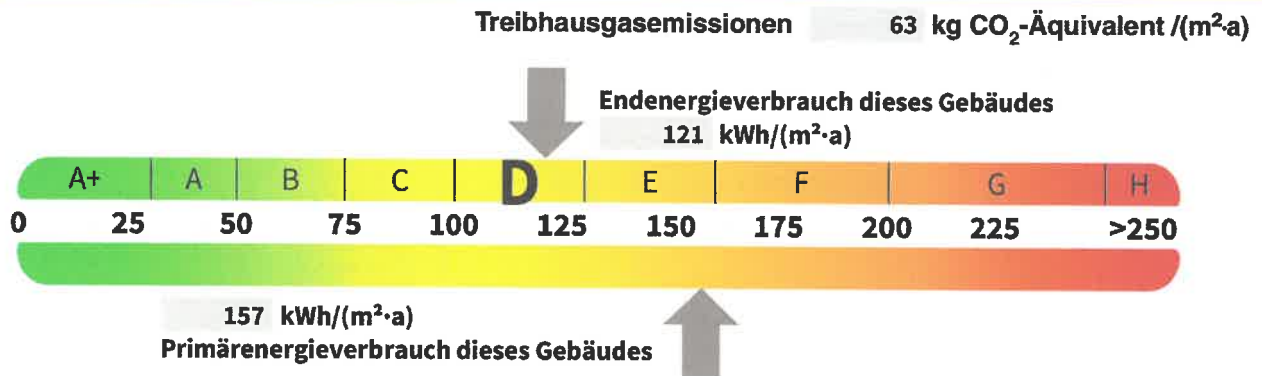 Treibhausgasemissionen 63 kg CO₂-Äquivalent /(m²·a)
Endenergieverbrauch dieses Gebäudes
121 kWh/(m²·a)
A+ A B C D E F G H
0 25 50 75 100 125 150 175 200 225 >250
157 kWh/(m²·a)
Primärenergieverbrauch dieses Gebäudes